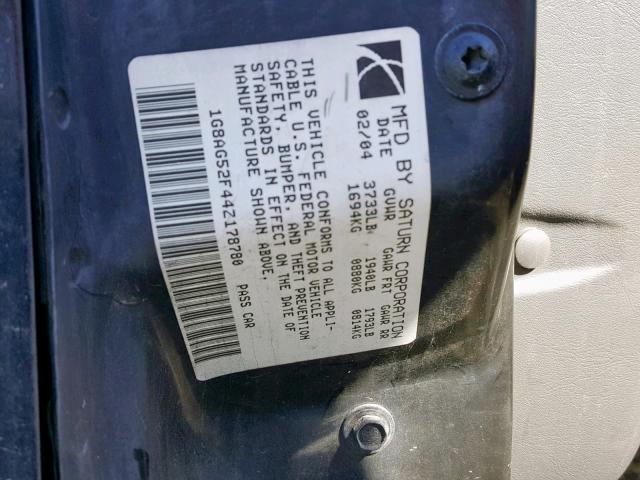 MFD BY SATURN CORPORATION
DATE GVWR GAWR FRT GAWR RR
02/04 3733LB 1940LB 1793LB
1694KG 0880KG 0814KG
THIS VEHICLE CONFORMS TO ALL APPLI-
CABLE U.S. FEDERAL MOTOR VEHICLE
SAFETY, BUMPER, AND THEFT PREVENTION
STANDARDS IN EFFECT ON THE DATE OF
MANUFACTURE SHOWN ABOVE.
1G8AG52F44Z178780 PASS CAR